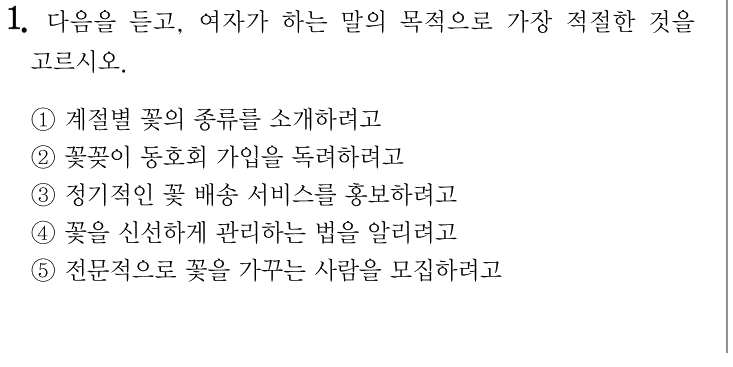 1. 다음을 듣고, 여자가 하는 말의 목적으로 가장 적절한 것을
고르시오.
① 계절별 꽃의 종류를 소개하려고
② 꽃꽂이 동호회 가입을 독려하려고
③ 정기적인 꽃 배송 서비스를 홍보하려고
④ 꽃을 신선하게 관리하는 법을 알리려고
⑤ 전문적으로 꽃을 가꾸는 사람을 모집하려고